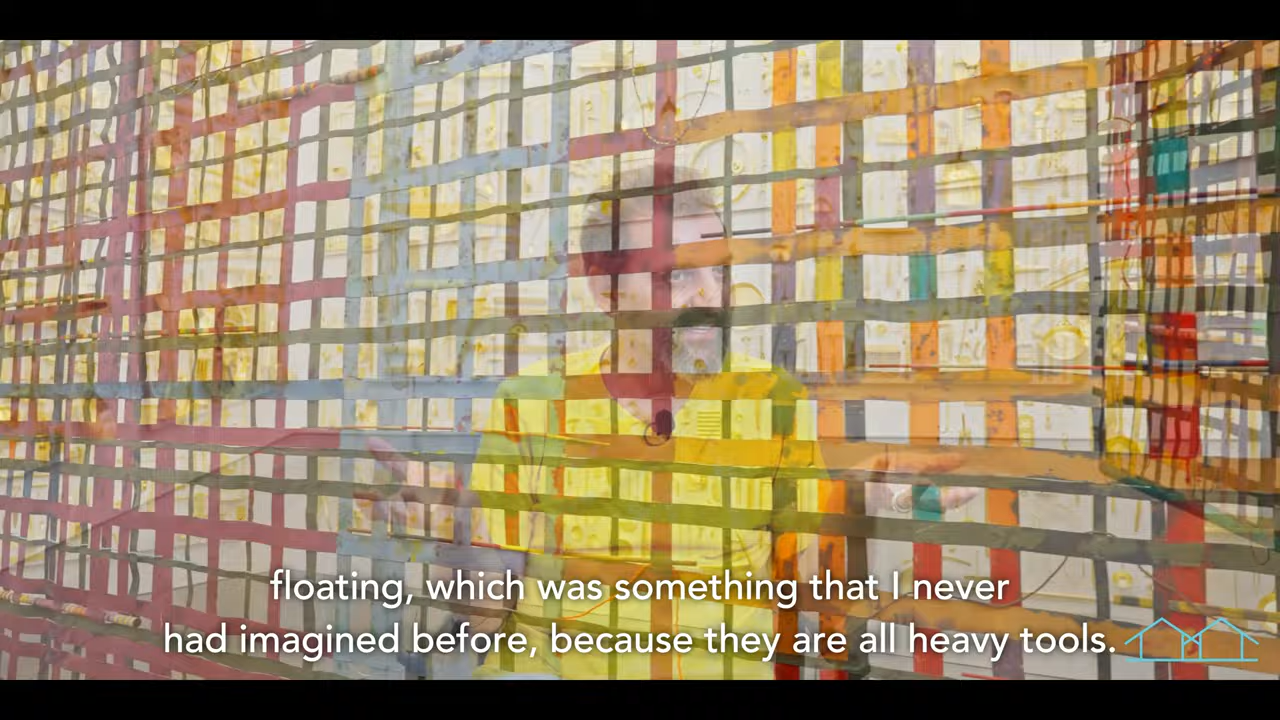 floating, which was something that I never
had imagined before, because they are all heavy tools.